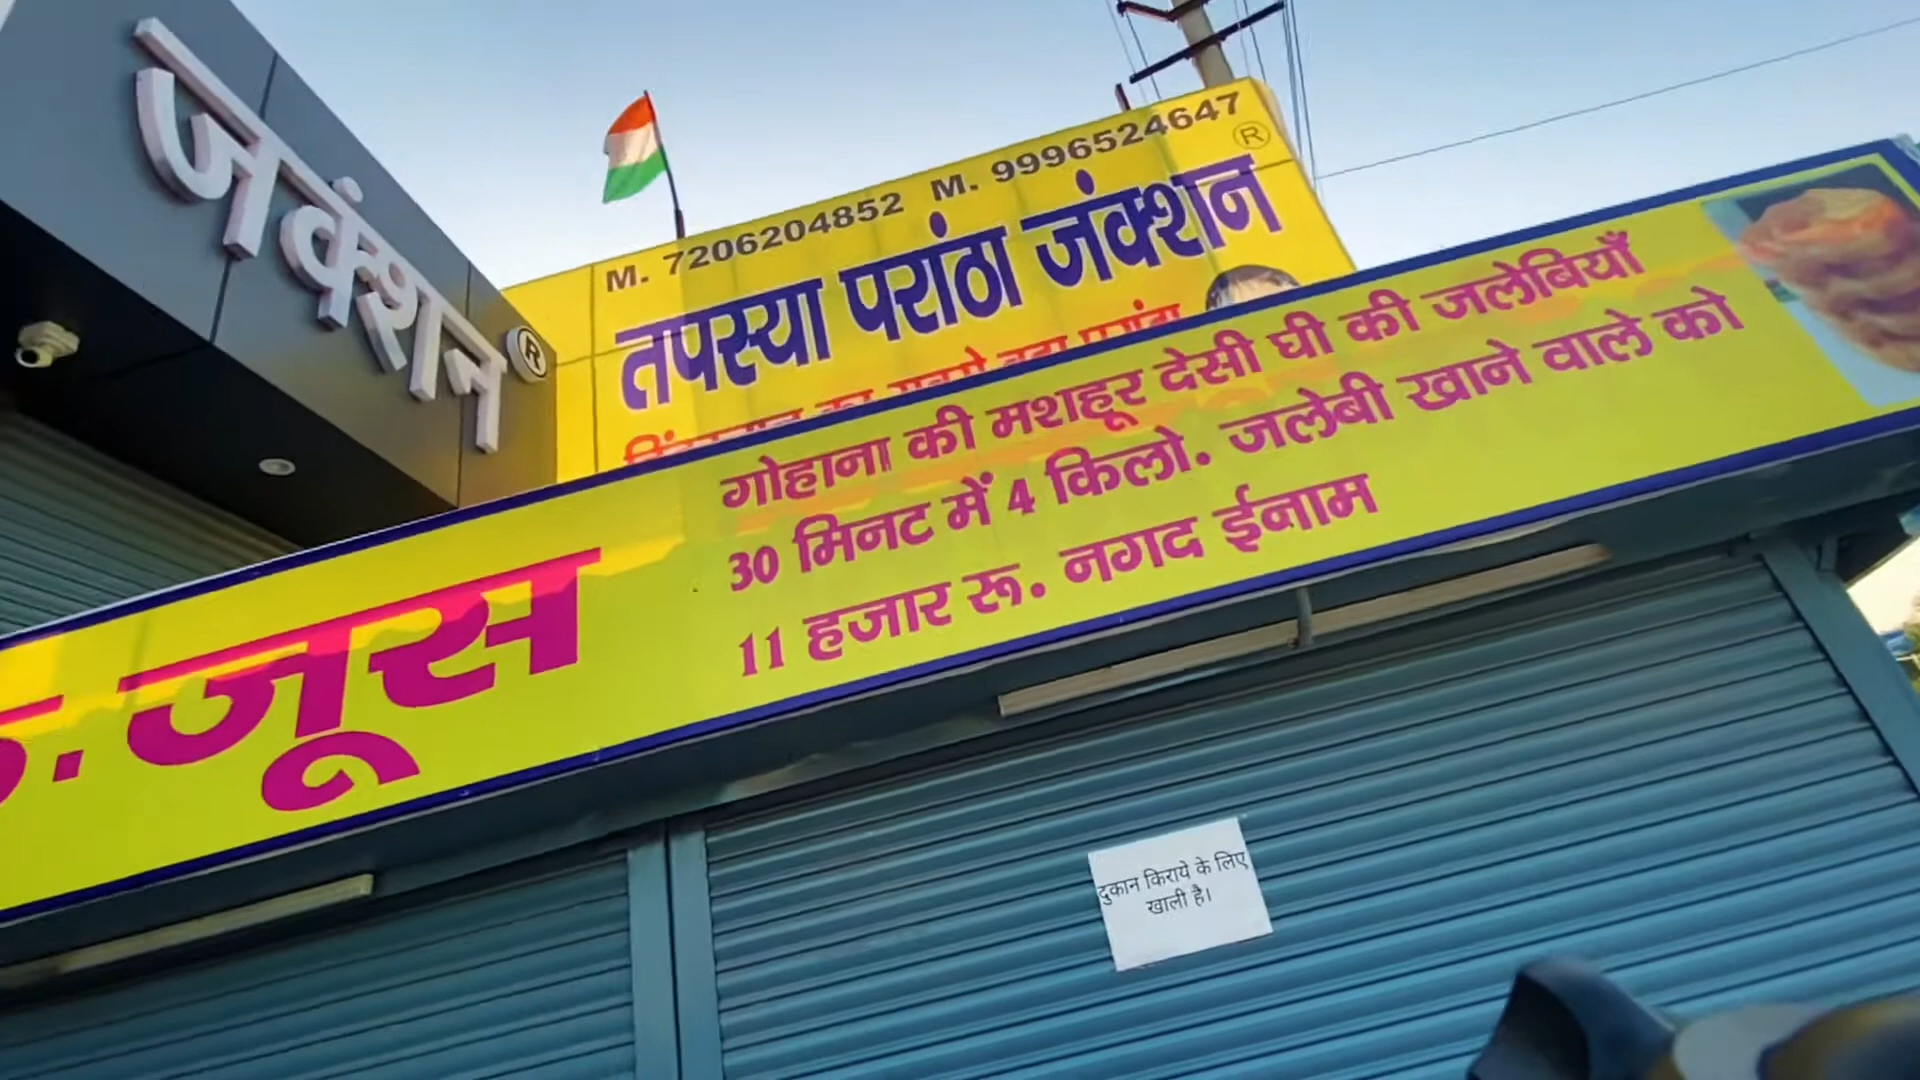 जंक्शन ®
M. 7206204852 M. 9996524647
®
तपस्या परांठा जंक्शन
गोहाना की मशहूर देसी घी की जलेबियाँ
30 मिनट में 4 किलो. जलेबी खाने वाले को
11 हजार रू. नगद ईनाम
जूस
दुकान किराये के लिए
खाली है।